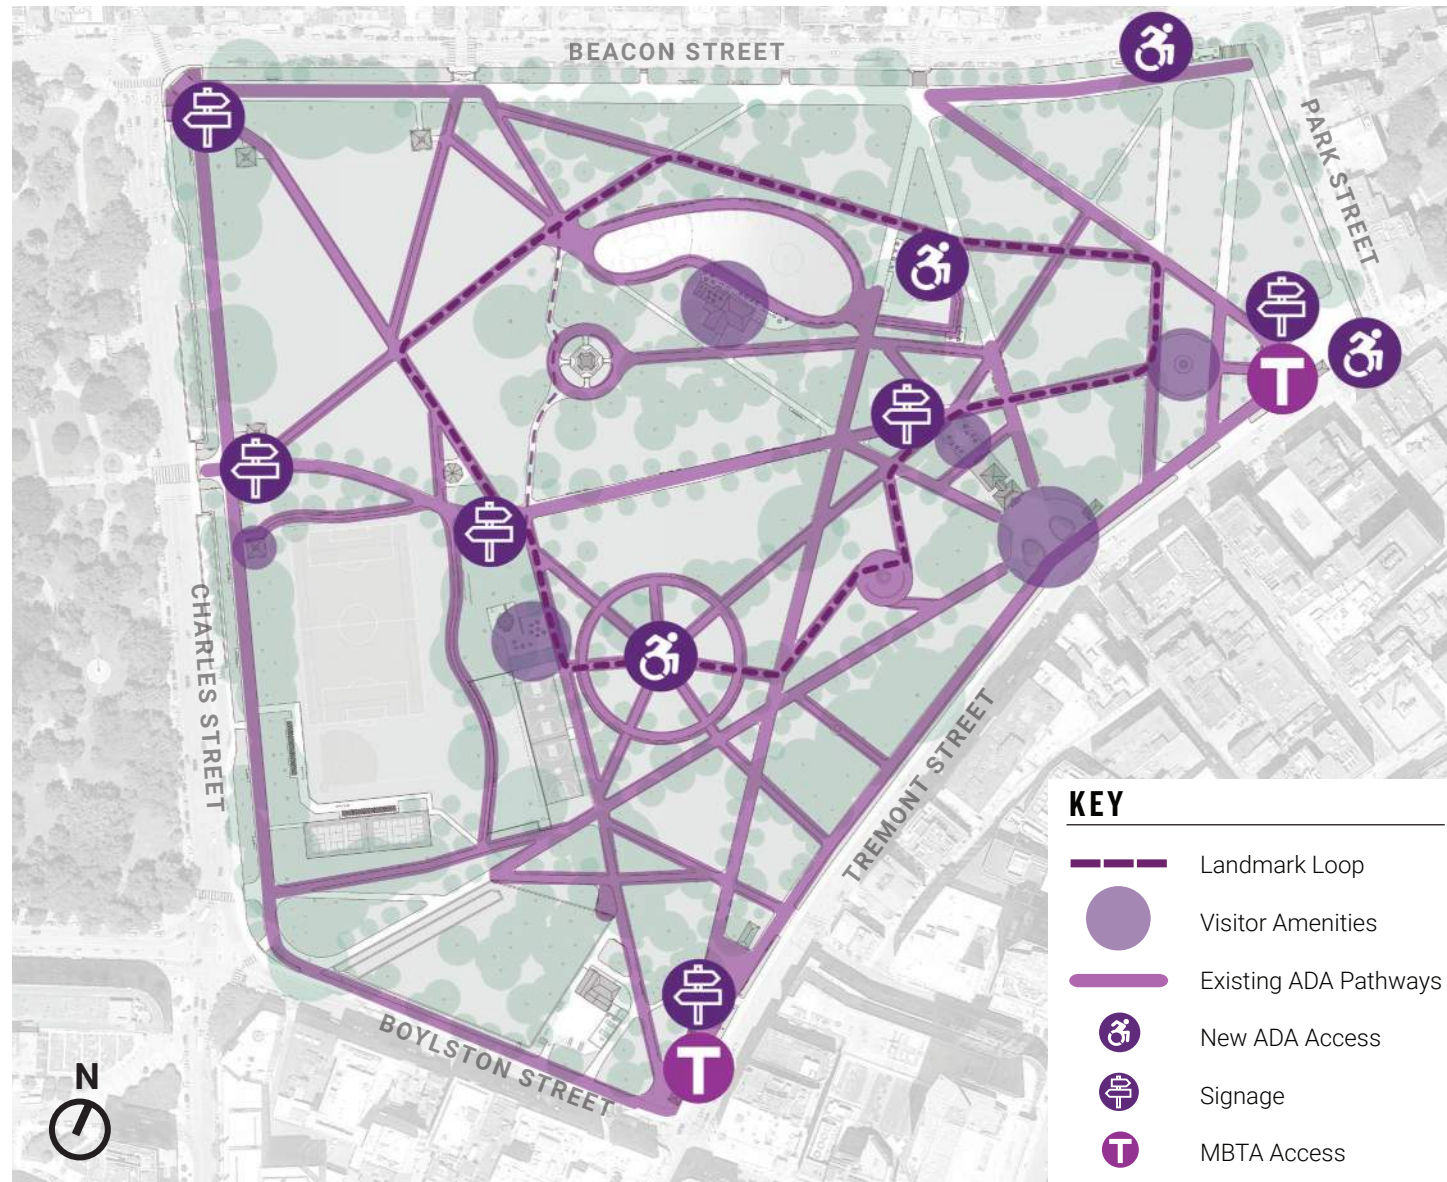 BEACON STREET
PARK STREET
CHARLES STREET
TREMONT STREET
BOYLSTON STREET
T
T
N
KEY
Landmark Loop
Visitor Amenities
Existing ADA Pathways
New ADA Access
Signage
T MBTA Access